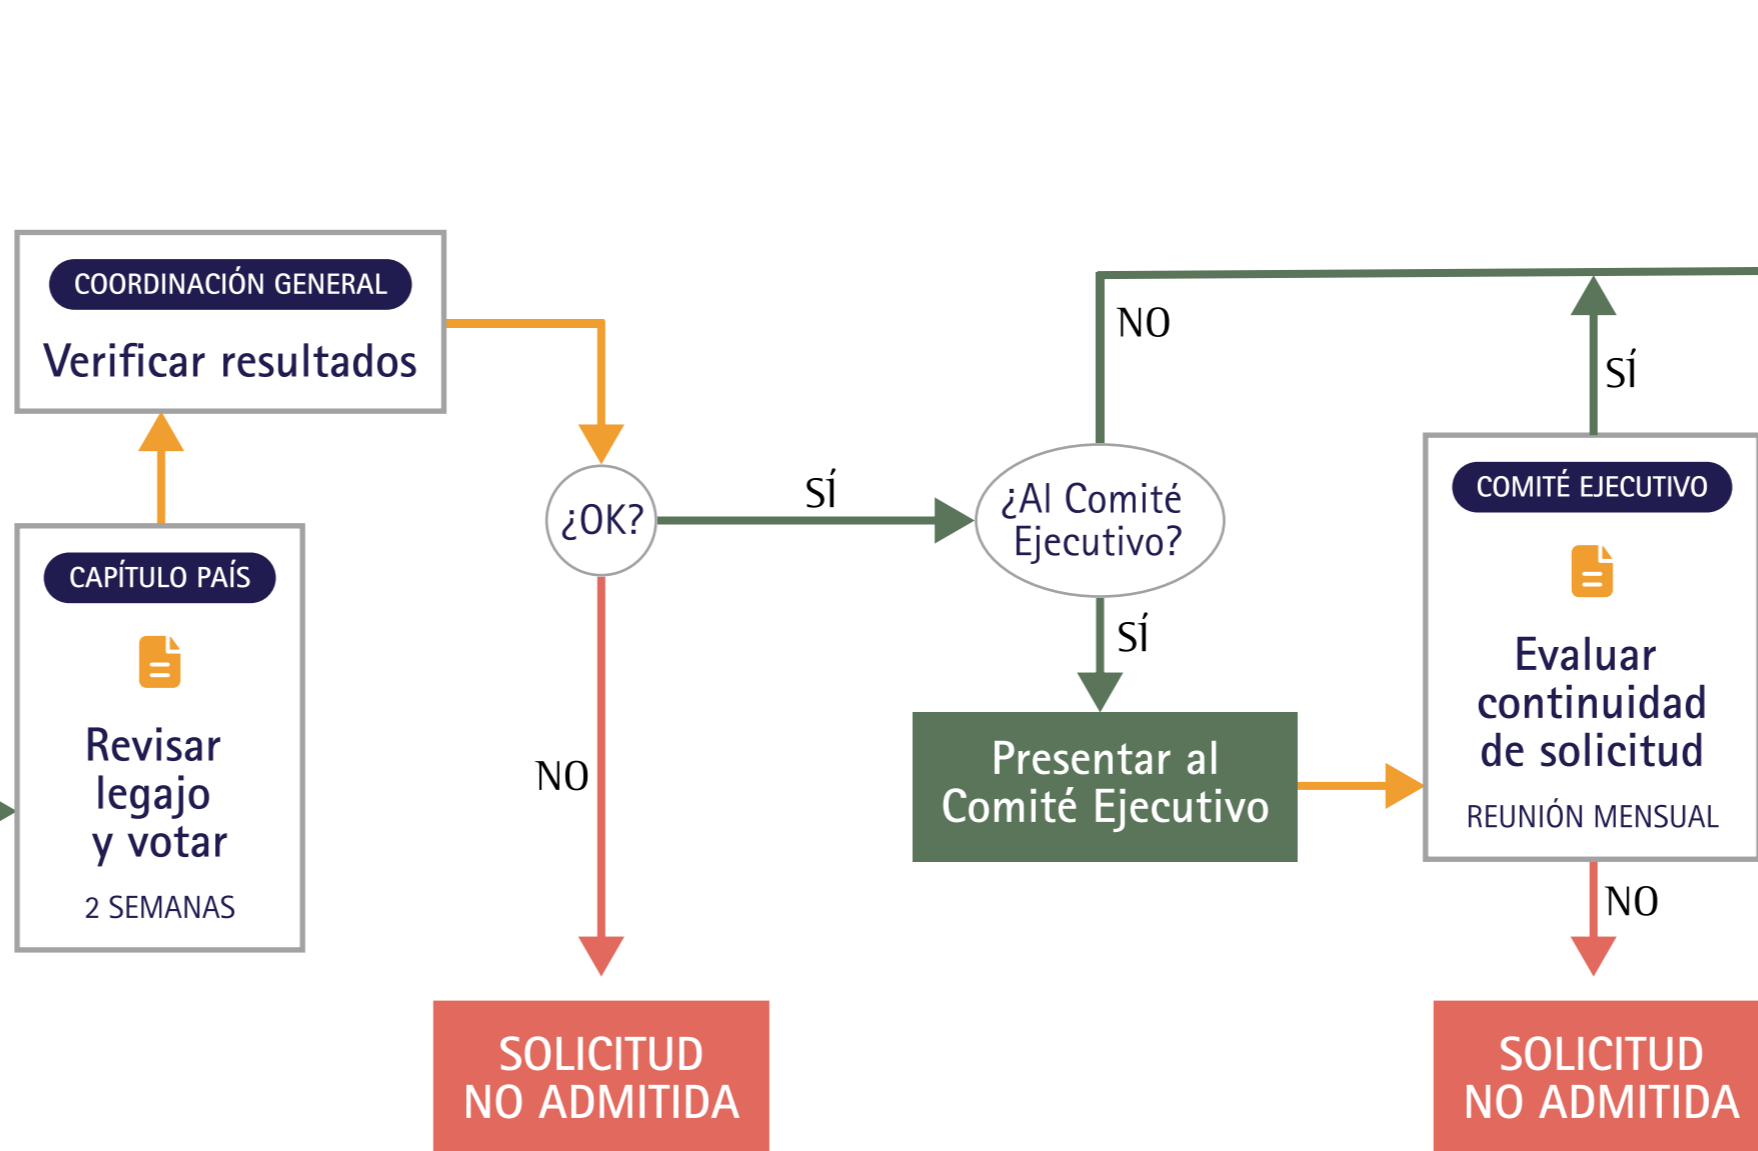 COORDINACIÓN GENERAL
Verificar resultados
CAPÍTULO PAÍS
Revisar
legajo
y votar
2 SEMANAS
¿OK?
SÍ
NO
SOLICITUD
NO ADMITIDA
¿Al Comité
Ejecutivo?
NO
SÍ
Presentar al
Comité Ejecutivo
COMITÉ EJECUTIVO
Evaluar
continuidad
de solicitud
REUNIÓN MENSUAL
SÍ
NO
SOLICITUD
NO ADMITIDA